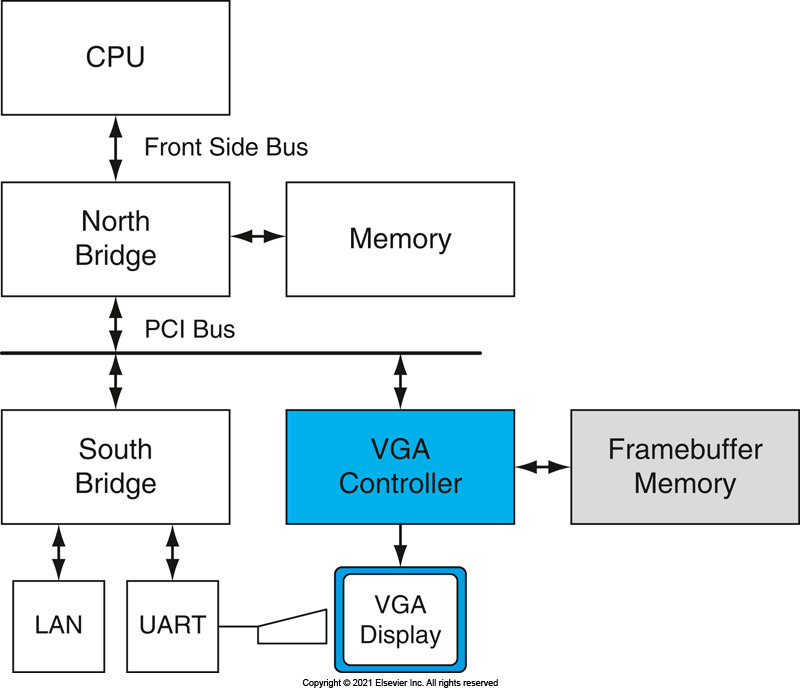 CPU
Front Side Bus
North
Bridge
Memory
PCI Bus
South
Bridge
VGA
Controller
Framebuffer
Memory
LAN
UART
VGA
Display
Copyright © 2021 Elsevier Inc. All rights reserved